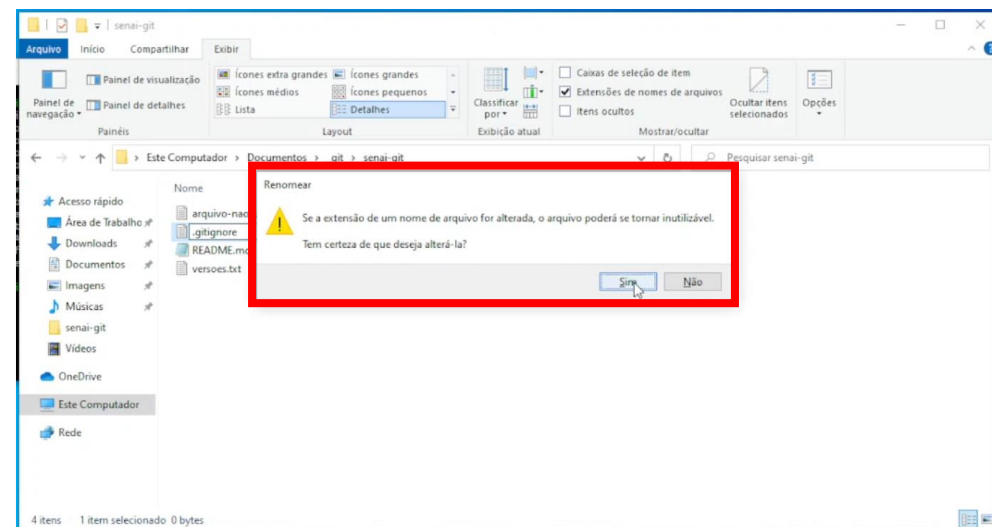 senai-git
Arquivo Início Compartilhar Exibir
Painel de navegação
Painel de visualização
Painel de detalhes
Painéis
Ícones extra grandes Ícones grandes
Ícones médios Ícones pequenos
Lista Detalhes
Layout
Classificar por
Exibição atual
Caixas de seleção de item
Extensões de nomes de arquivos
Itens ocultos
Mostrar/ocultar
Ocultar itens selecionados
Opções
Este Computador Documentos git senai-git
Pesquisar senai-git
Acesso rápido
Área de Trabalho
Downloads
Documentos
Imagens
Músicas
senai-git
Vídeos
OneDrive
Este Computador
Rede
Nome
arquivo-nao
.gitignore
README.md
versoes.txt
Renomear
Se a extensão de um nome de arquivo for alterada, o arquivo poderá se tornar inutilizável.
Tem certeza de que deseja alterá-la?
Sim Não
4 itens 1 item selecionado 0 bytes